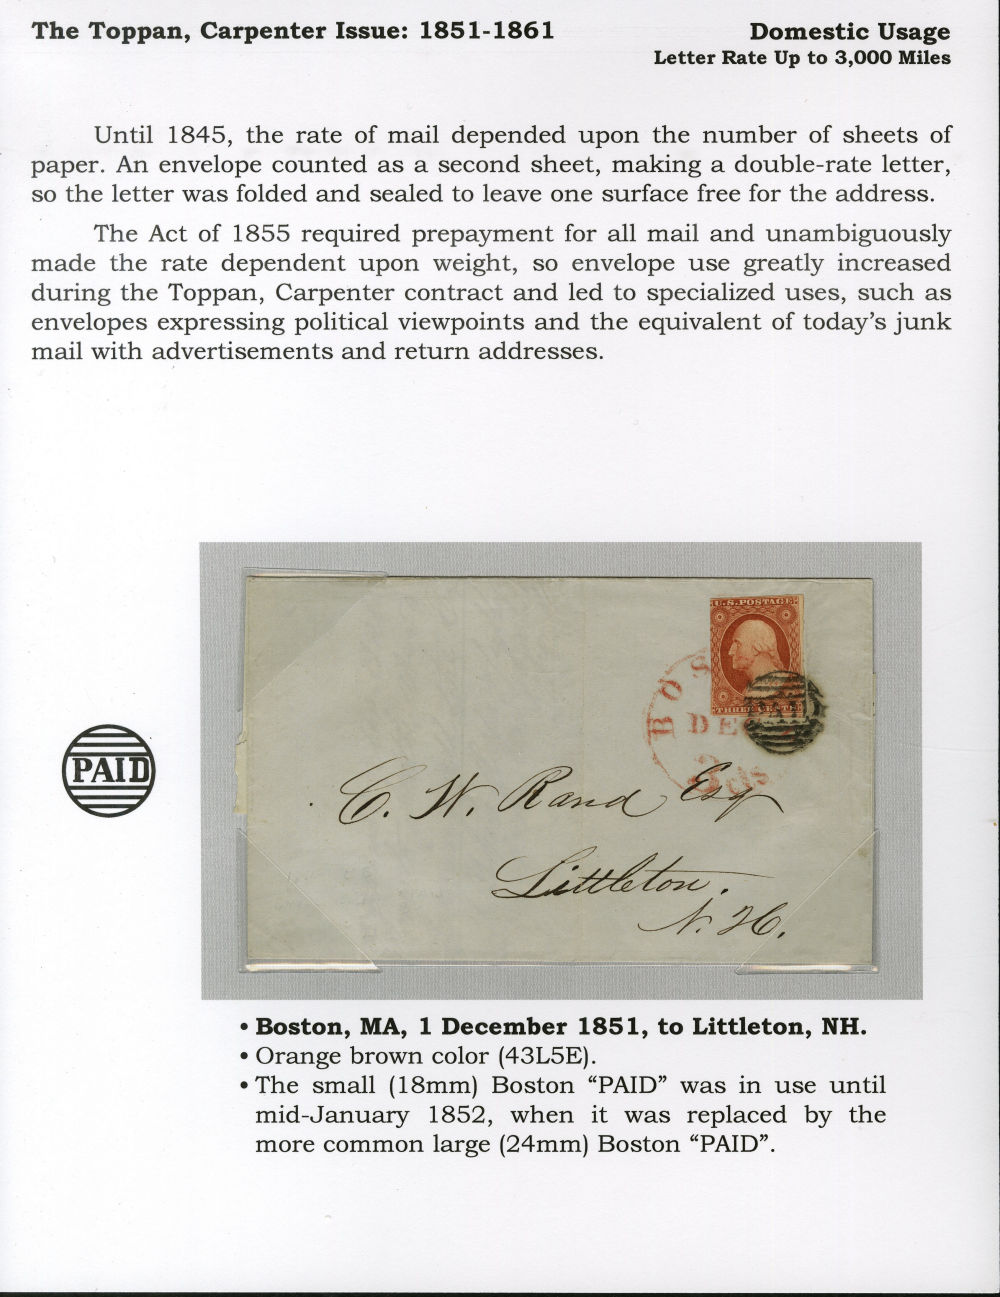 The Toppan, Carpenter Issue: 1851-1861
Domestic Usage
Letter Rate Up to 3,000 Miles
Until 1845, the rate of mail depended upon the number of sheets of
paper. An envelope counted as a second sheet, making a double-rate letter,
so the letter was folded and sealed to leave one surface free for the address.
The Act of 1855 required prepayment for all mail and unambiguously
made the rate dependent upon weight, so envelope use greatly increased
during the Toppan, Carpenter contract and led to specialized uses, such as
envelopes expressing political viewpoints and the equivalent of today's junk
mail with advertisements and return addresses.
U.S. POSTAGE
THREE CENTS
BOS
DE
3 cts
PAID
PAID
C. W. Rand Esq
Littleton.
N. H.
• Boston, MA, 1 December 1851, to Littleton, NH.
• Orange brown color (43L5E).
• The small (18mm) Boston “PAID” was in use until
mid-January 1852, when it was replaced by the
more common large (24mm) Boston “PAID”.